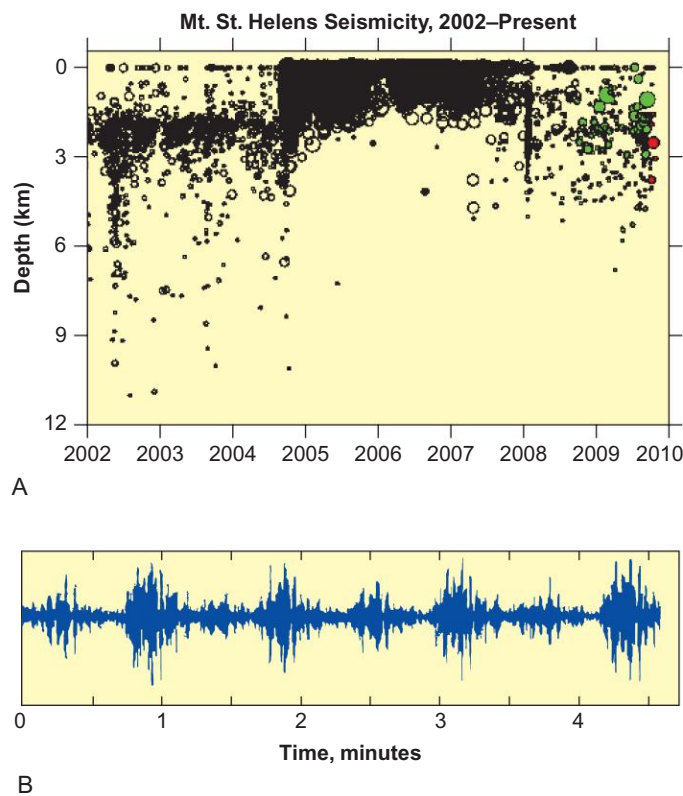 Mt. St. Helens Seismicity, 2002–Present
0
3
6
9
12
Depth (km)
2002 2003 2004 2005 2006 2007 2008 2009 2010
A
0 1 2 3 4
Time, minutes
B